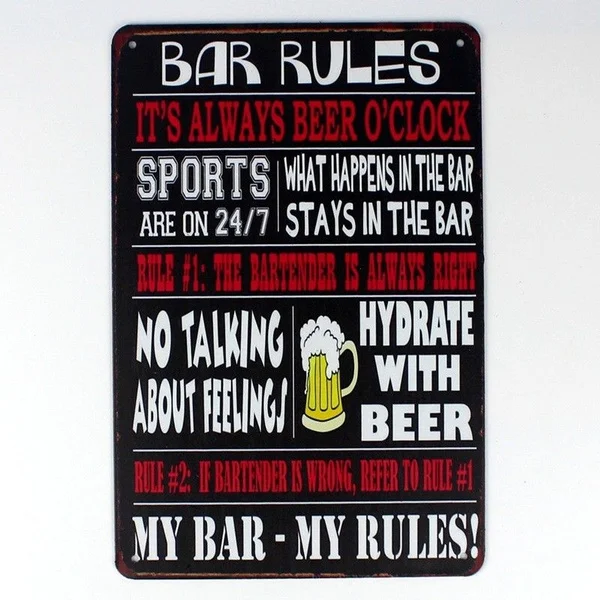 BAR RULES
IT'S ALWAYS BEER O'CLOCK
SPORTS
ARE ON 24/7
WHAT HAPPENS IN THE BAR
STAYS IN THE BAR
RULE #1: THE BARTENDER IS ALWAYS RIGHT
NO TALKING
ABOUT FEELINGS
HYDRATE
WITH
BEER
RULE #2: IF BARTENDER IS WRONG, REFER TO RULE #1
MY BAR - MY RULES!